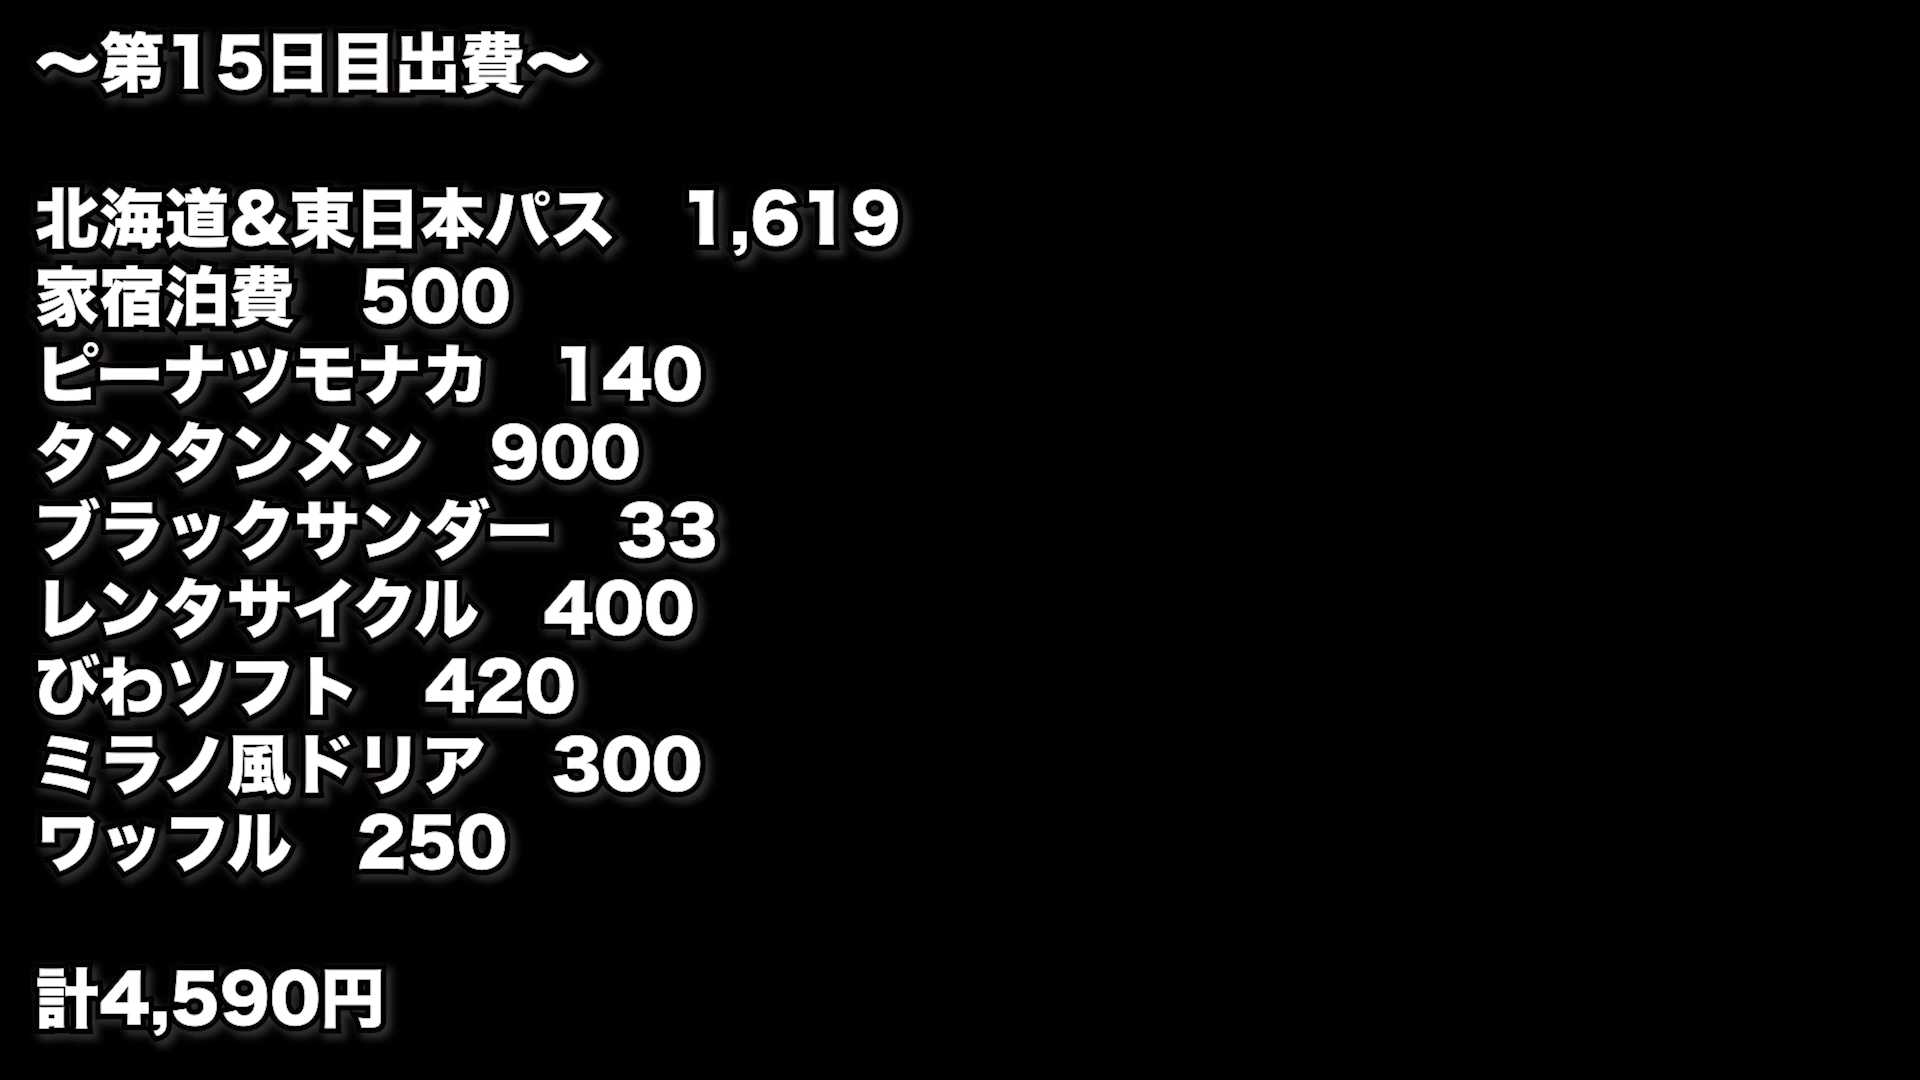 〜第15日目出費〜
北海道&東日本パス　1,619
家宿泊費　500
ピーナツモナカ　140
タンタンメン　900
ブラックサンダー　33
レンタサイクル　400
びわソフト　420
ミラノ風ドリア　300
ワッフル　250
計4,590円